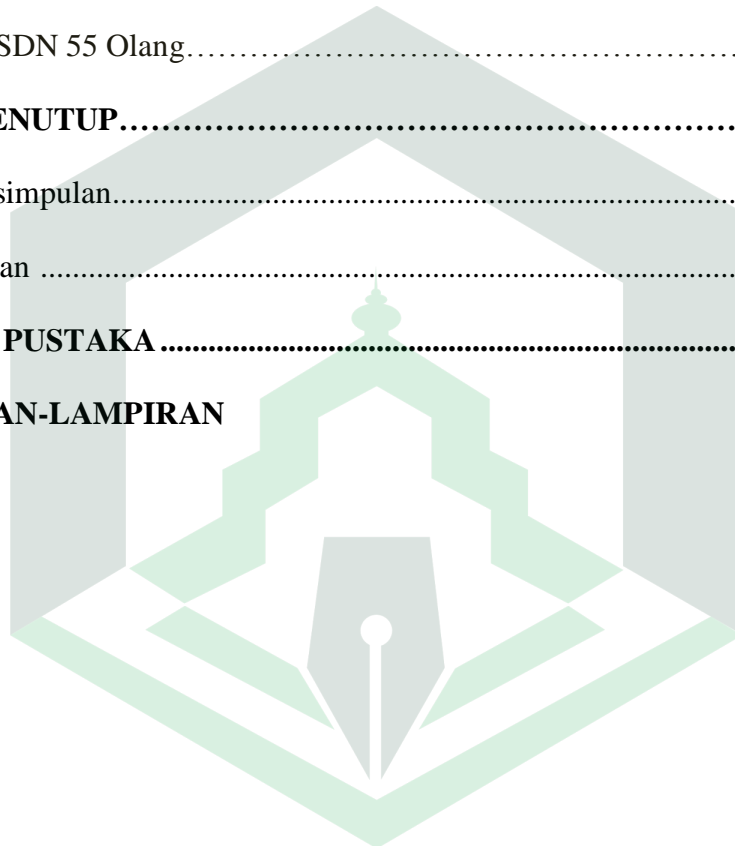 SDN 55 Olang……………………………………………………
ENUTUP……………………………………………………
simpulan..............................................................................
an .......................................................................................
PUSTAKA........................................................................
AN-LAMPIRAN